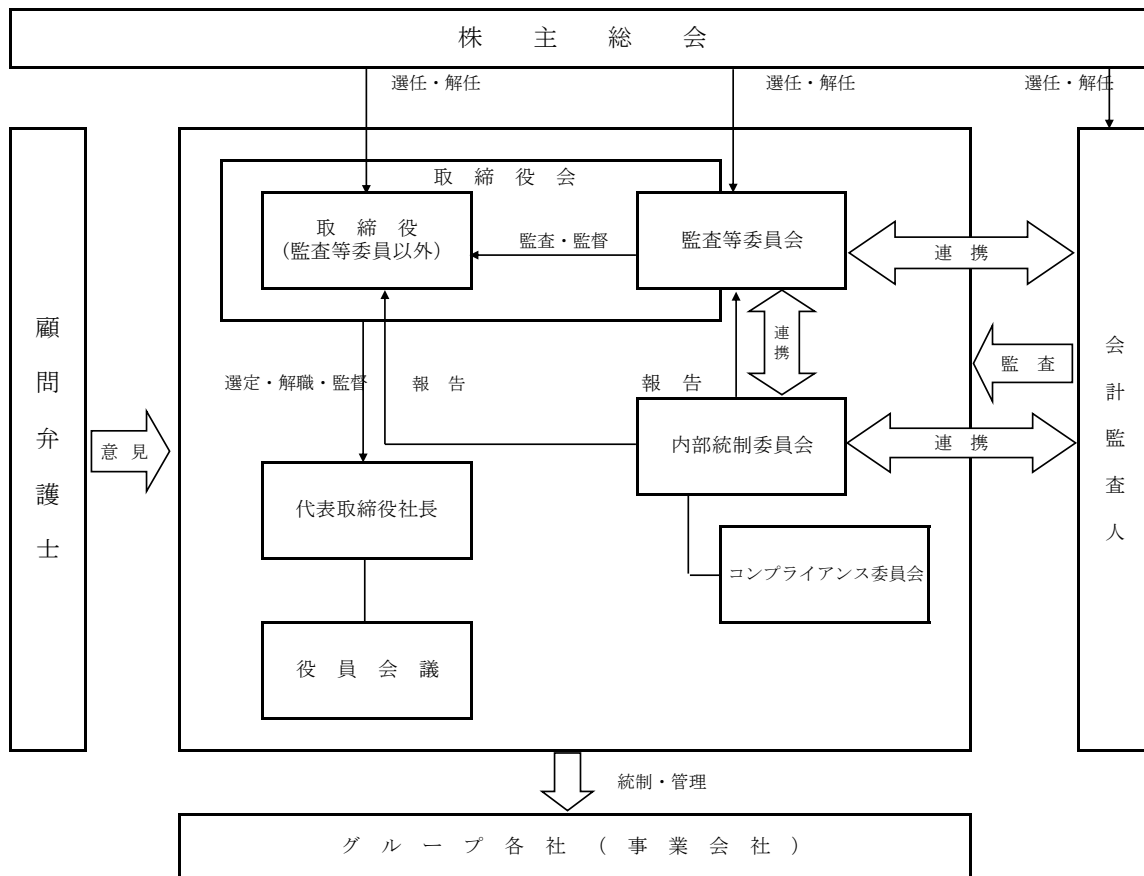 株主総会
選任・解任
選任・解任
選任・解任
取締役会
取締役
(監査等委員以外)
監査・監督
監査等委員会
連携
連携
監査
選定・解職・監督
報告
報告
内部統制委員会
連携
顧問弁護士
意見
会計監査人
代表取締役社長
コンプライアンス委員会
役員会議
統制・管理
グループ各社(事業会社)